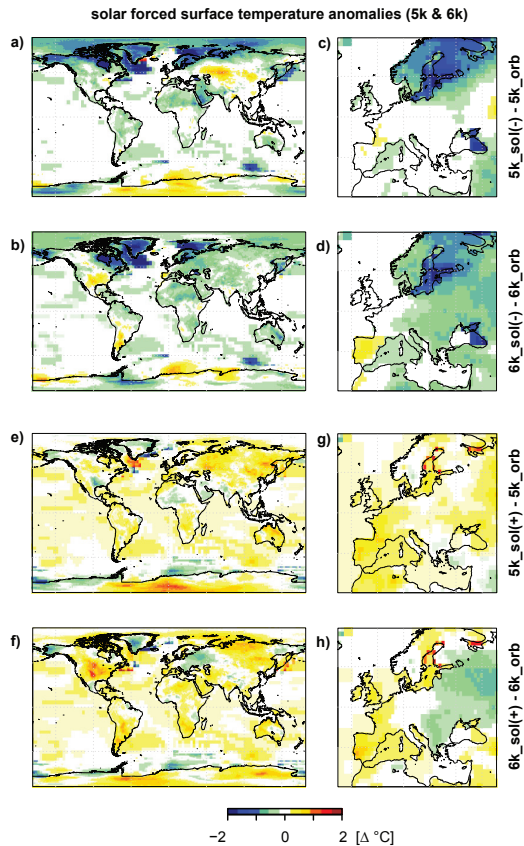 solar forced surface temperature anomalies (5k & 6k)
a)
c)
5k_sol(-) - 5k_orb
b)
d)
6k_sol(-) - 6k_orb
e)
g)
5k_sol(+) - 5k_orb
f)
h)
6k_sol(+) - 6k_orb
−2 0 2 [Δ °C]